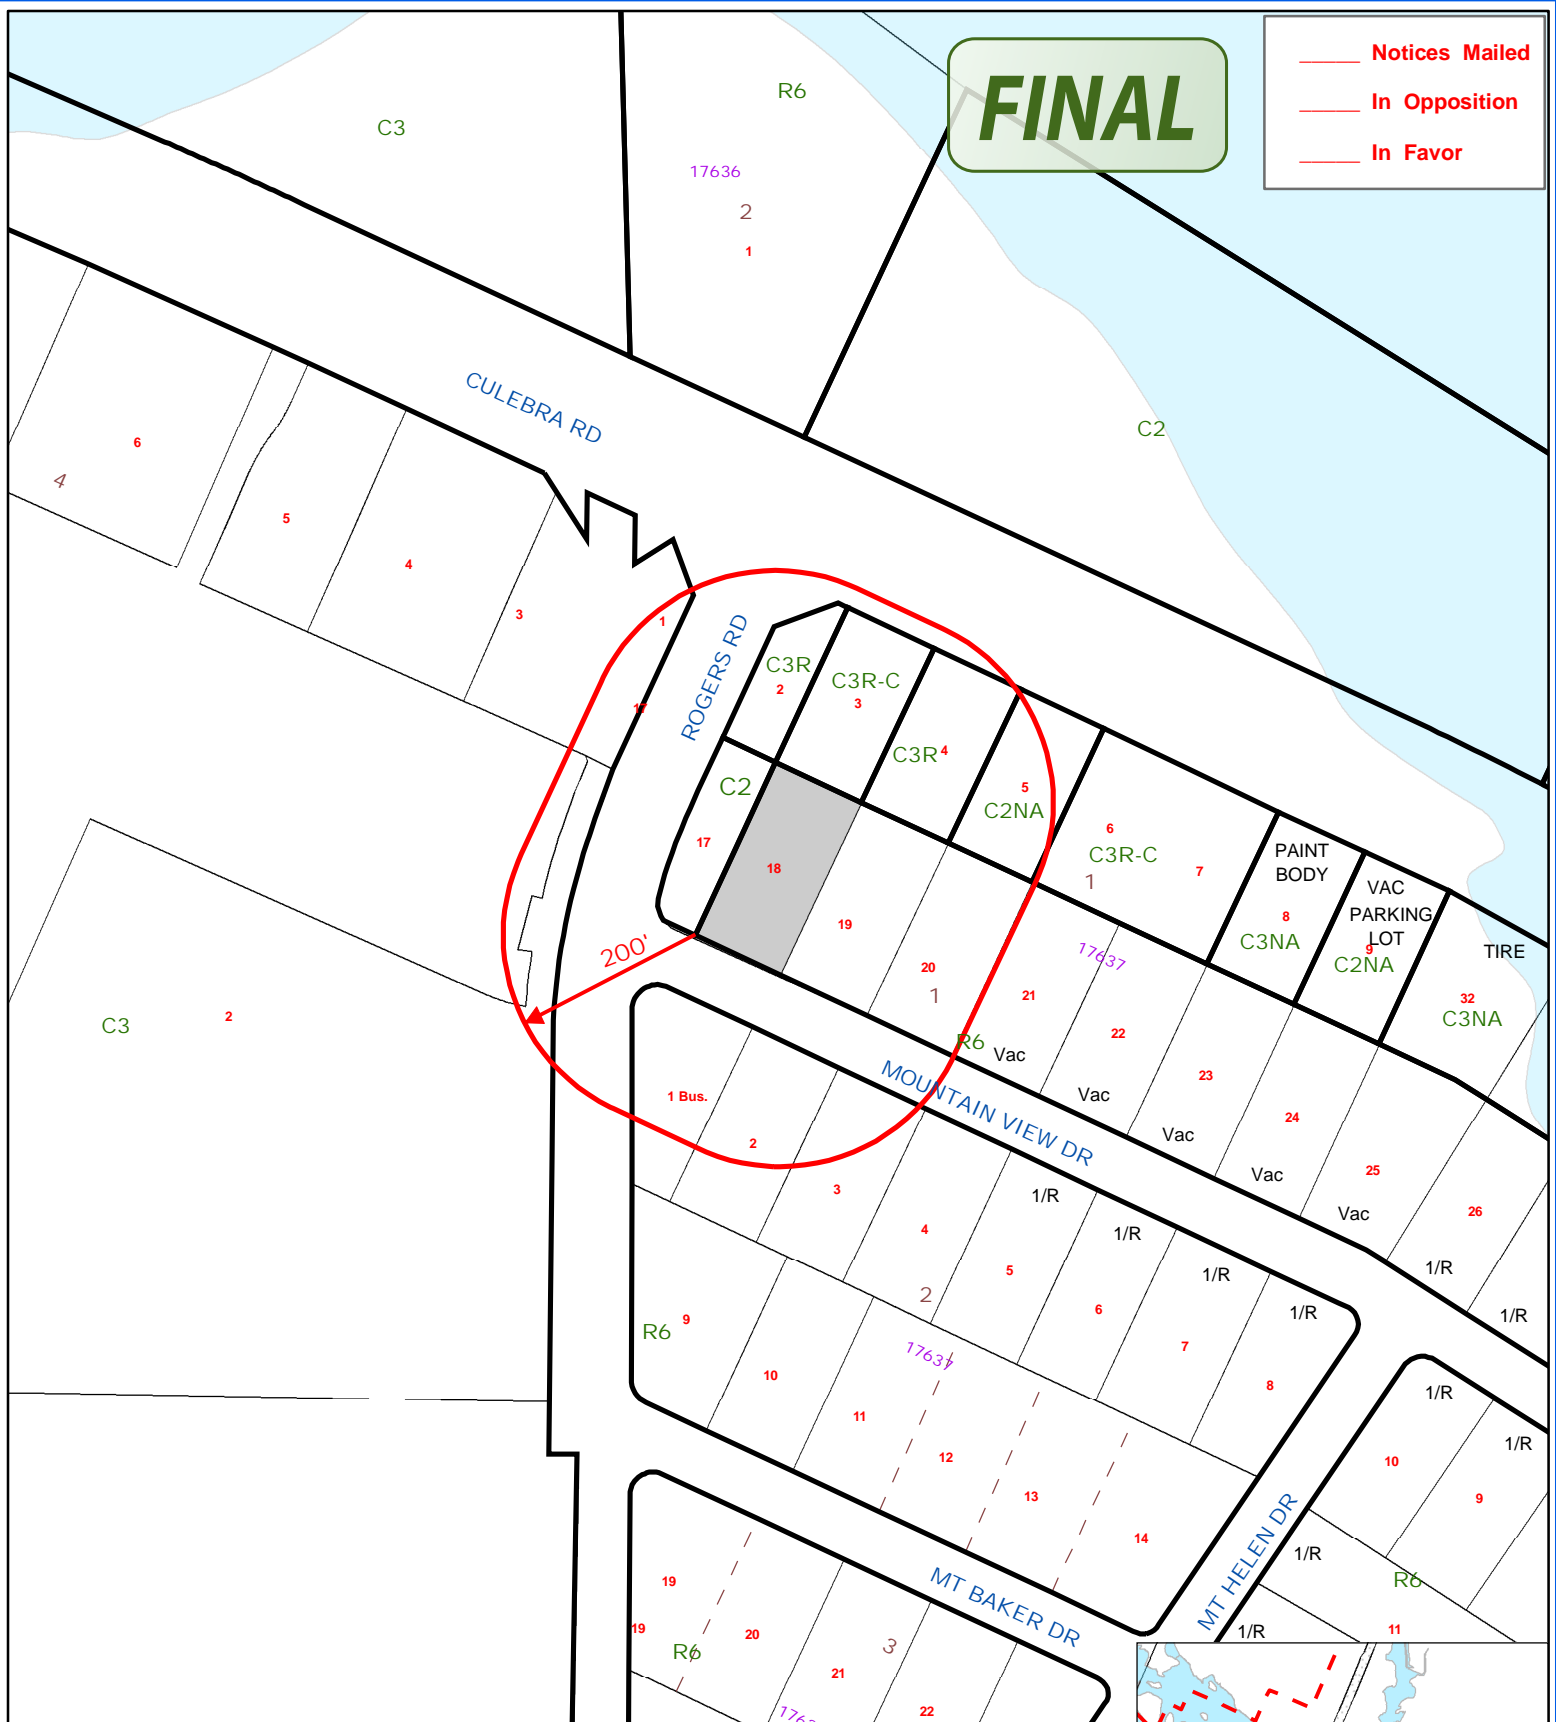 FINAL
_____ Notices Mailed
_____ In Opposition
_____ In Favor
R6
C3
17636
2
1
CULEBRA RD
C2
6
4
5
4
3
1
17
ROGERS RD
C3R
2
C3R-C
3
C3R
4
5
C2NA
C2
17
18
19
20
1
200'
6
C3R-C
7
1
PAINT
BODY
8
C3NA
VAC
PARKING
LOT
9
C2NA
TIRE
32
C3NA
17637
21
R6
Vac
22
Vac
23
Vac
24
Vac
25
Vac
26
1/R
1/R
C3
2
MOUNTAIN VIEW DR
1 Bus.
2
3
4
1/R
5
1/R
6
1/R
7
1/R
8
2
R6
9
17637
10
11
12
13
14
MT BAKER DR
MT HELEN DR
1/R
10
1/R
9
1/R
R6
1/R
11
19
19
R6
20
3
21
22